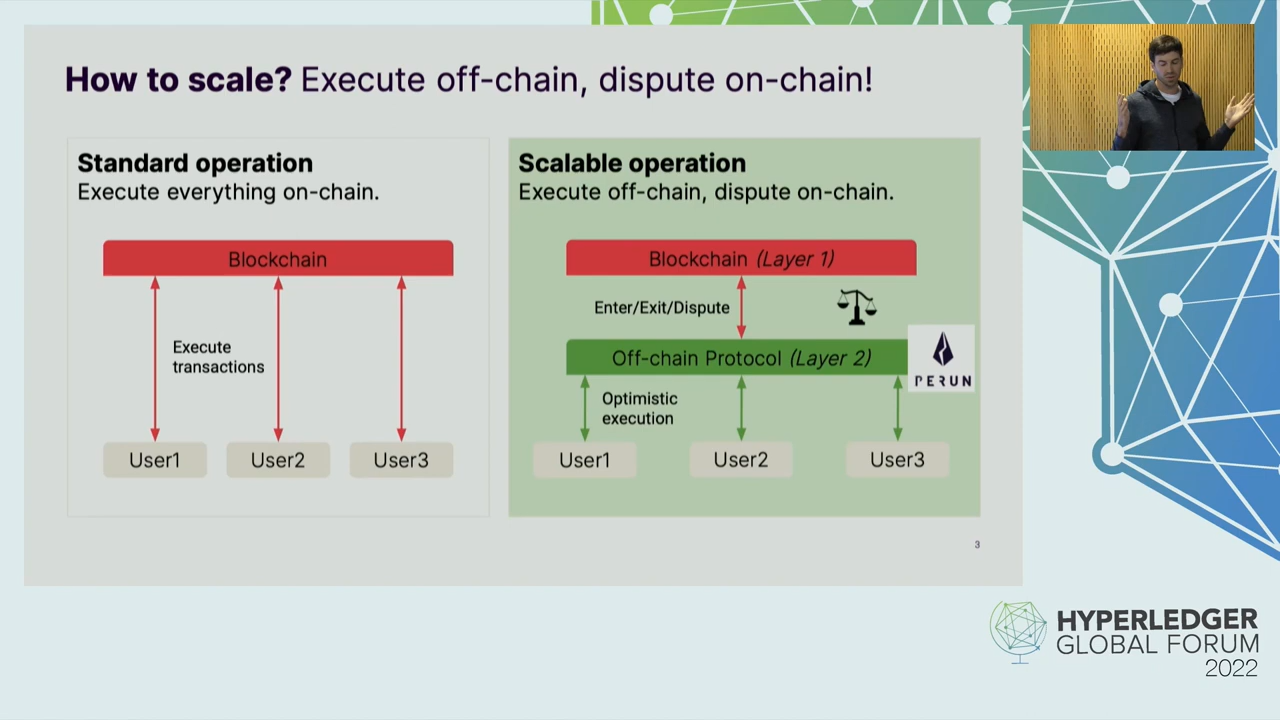 How to scale? Execute off-chain, dispute on-chain!
Standard operation
Execute everything on-chain.
Blockchain
Execute
transactions
User1
User2
User3
Scalable operation
Execute off-chain, dispute on-chain.
Blockchain (Layer 1)
Enter/Exit/Dispute
Off-chain Protocol (Layer 2)
PERUN
Optimistic
execution
User1
User2
User3
3
HYPERLEDGER
GLOBAL FORUM
2022